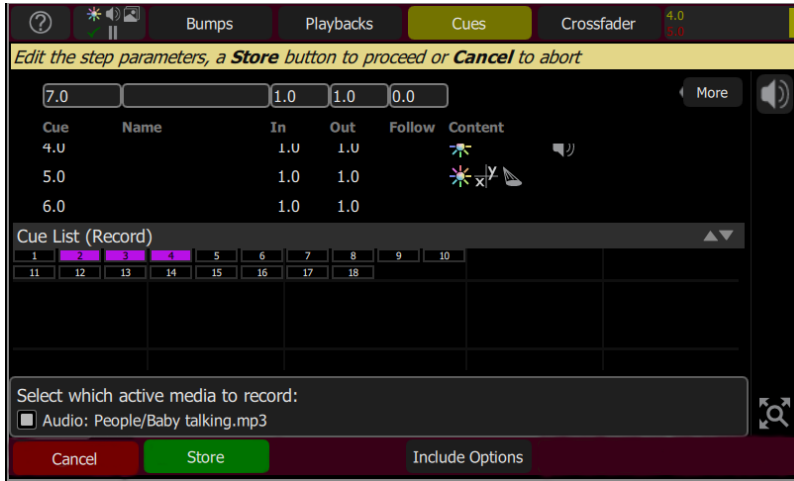 Bumps Playbacks Cues Crossfader 4.0
5.0
Edit the step parameters, a Store button to proceed or Cancel to abort
7.0 1.0 1.0 0.0 More
Cue Name In Out Follow Content
4.0 1.0 1.0
5.0 1.0 1.0 x y
6.0 1.0 1.0
Cue List (Record)
1 2 3 4 5 6 7 8 9 10
11 12 13 14 15 16 17 18
Select which active media to record:
Audio: People/Baby talking.mp3
Cancel Store Include Options